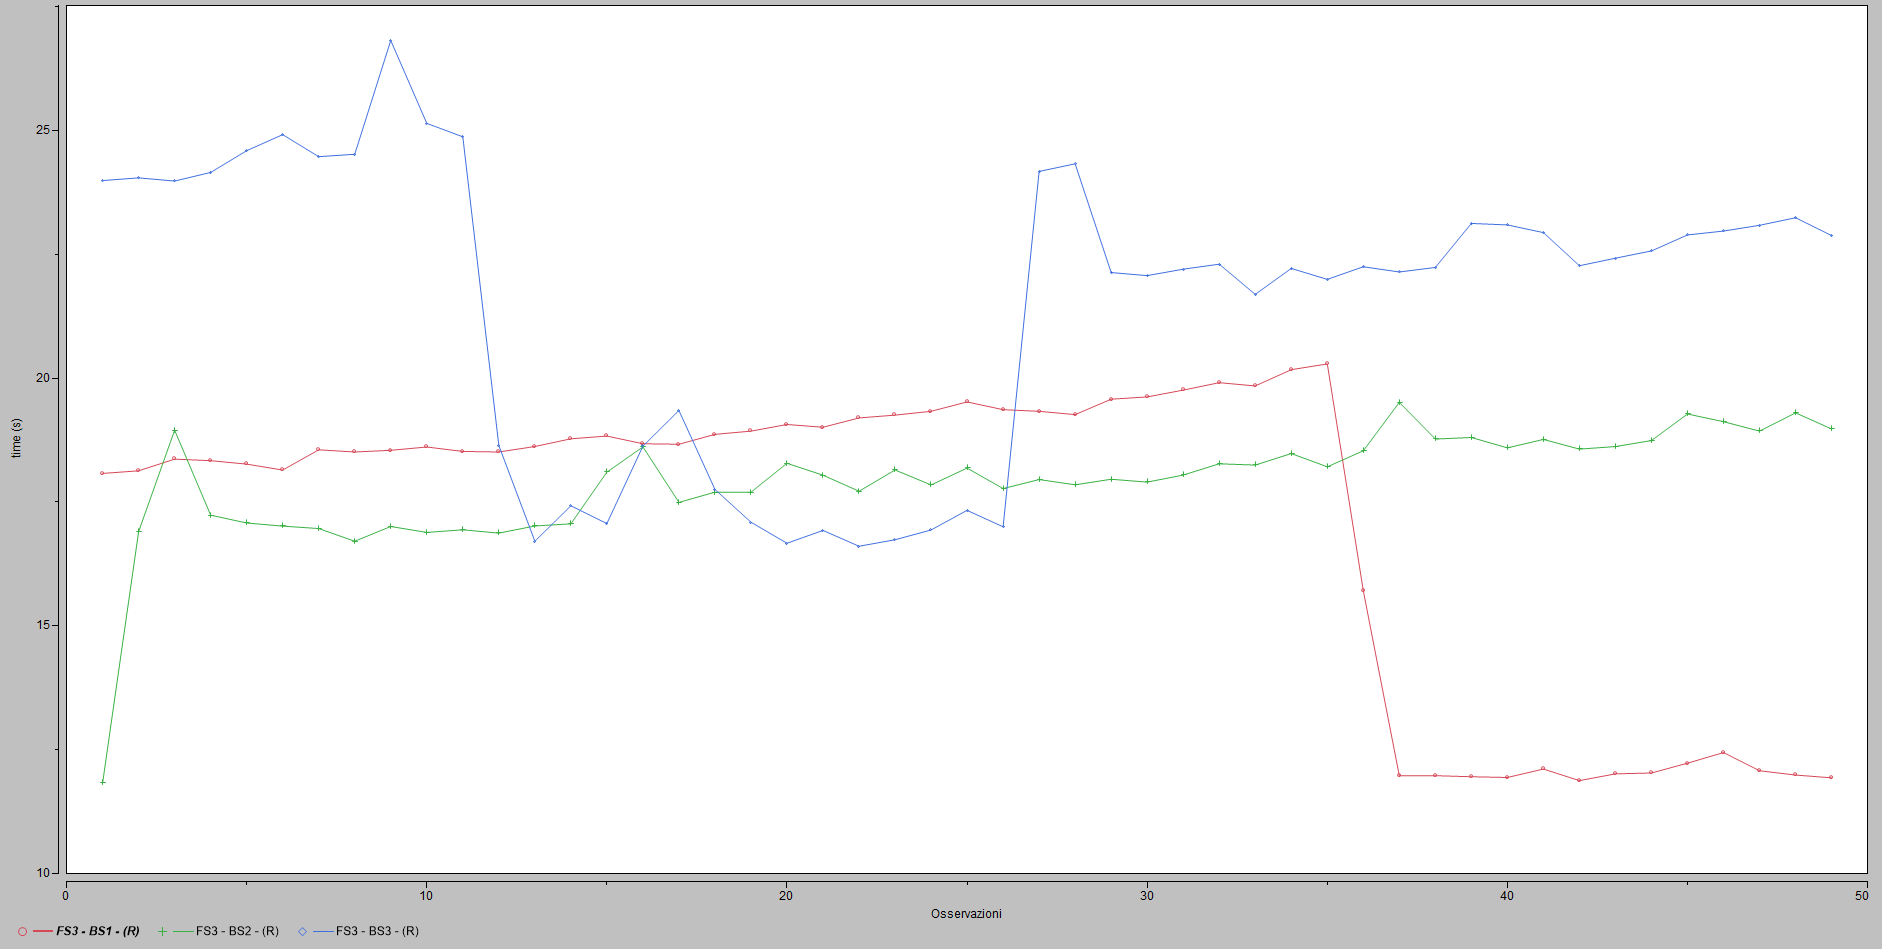 25
20
time (s)
15
10
0 10 20 30 40 50
Osservazioni
FS3 - BS1 - (R) FS3 - BS2 - (R) FS3 - BS3 - (R)